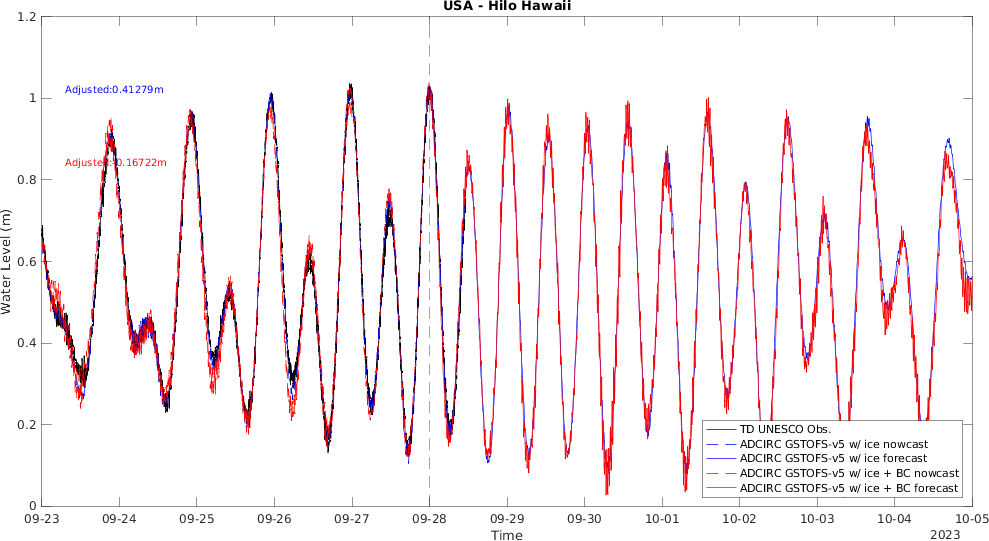 USA - Hilo Hawaii
1.2
1
0.8
0.6
0.4
0.2
0
Water Level (m)
Adjusted:0.41279m
Adjusted:-0.16722m
TD UNESCO Obs.
ADCIRC GSTOFS-v5 w/ ice nowcast
ADCIRC GSTOFS-v5 w/ ice forecast
ADCIRC GSTOFS-v5 w/ ice + BC nowcast
ADCIRC GSTOFS-v5 w/ ice + BC forecast
09-23 09-24 09-25 09-26 09-27 09-28 09-29 09-30 10-01 10-02 10-03 10-04 10-05
Time
2023